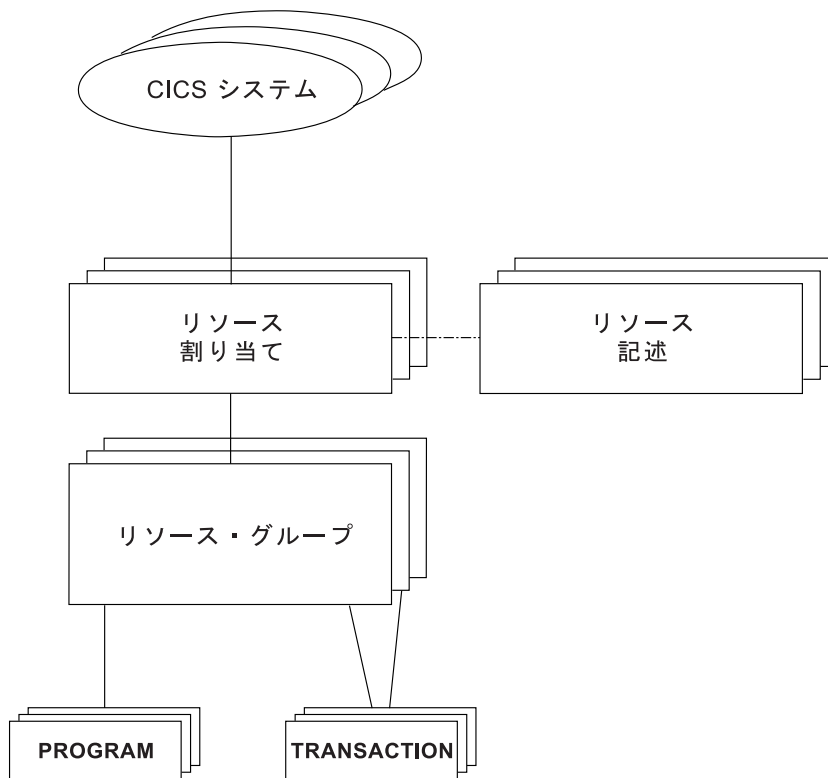 CICS システム
リソース
割り当て
リソース
記述
リソース・グループ
PROGRAM
TRANSACTION